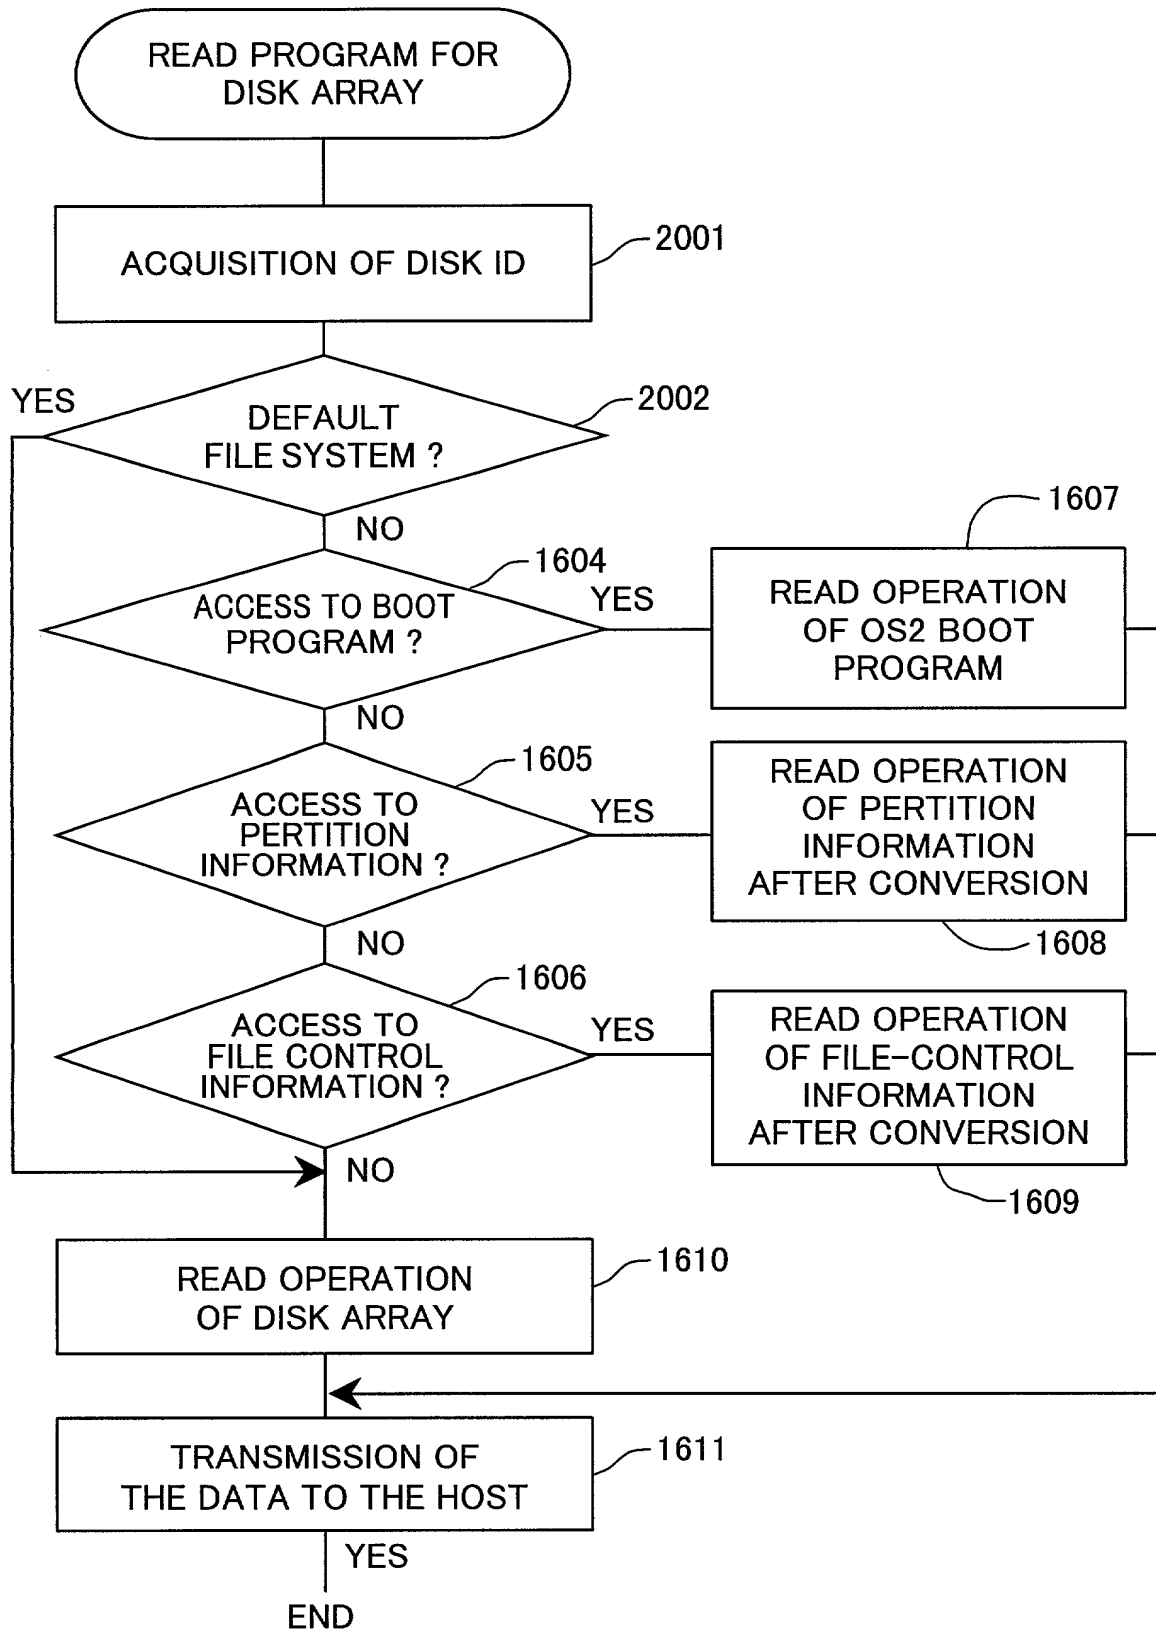 READ PROGRAM FOR
DISK ARRAY
ACQUISITION OF DISK ID
2001
YES
DEFAULT
FILE SYSTEM ?
2002
NO
1604
ACCESS TO BOOT
PROGRAM ?
YES
1607
READ OPERATION
OF OS2 BOOT
PROGRAM
NO
1605
ACCESS TO
PERTITION
INFORMATION ?
YES
READ OPERATION
OF PERTITION
INFORMATION
AFTER CONVERSION
1608
NO
1606
ACCESS TO
FILE CONTROL
INFORMATION ?
YES
READ OPERATION
OF FILE-CONTROL
INFORMATION
AFTER CONVERSION
1609
NO
READ OPERATION
OF DISK ARRAY
1610
TRANSMISSION OF
THE DATA TO THE HOST
1611
YES
END